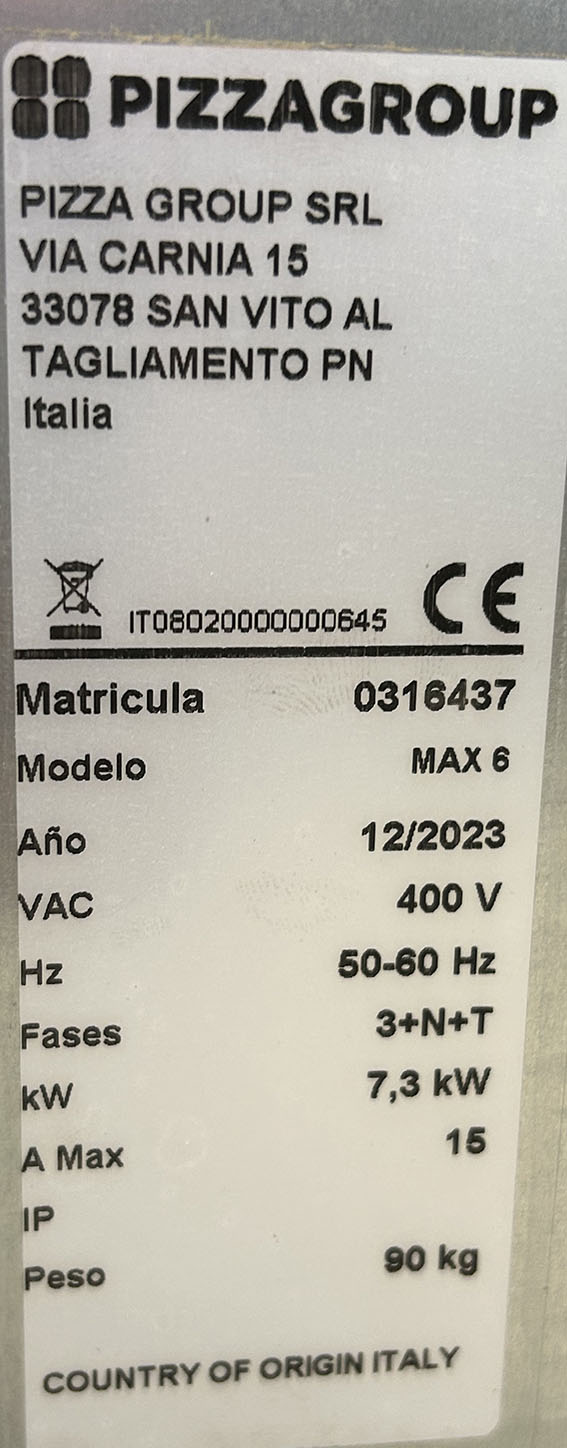 PIZZAGROUP
PIZZA GROUP SRL
VIA CARNIA 15
33078 SAN VITO AL
TAGLIAMENTO PN
Italia
IT08020000000645 CE
Matricula 0316437
Modelo MAX 6
Año 12/2023
VAC 400 V
Hz 50-60 Hz
Fases 3+N+T
kW 7,3 kW
A Max 15
IP
Peso 90 kg
COUNTRY OF ORIGIN ITALY